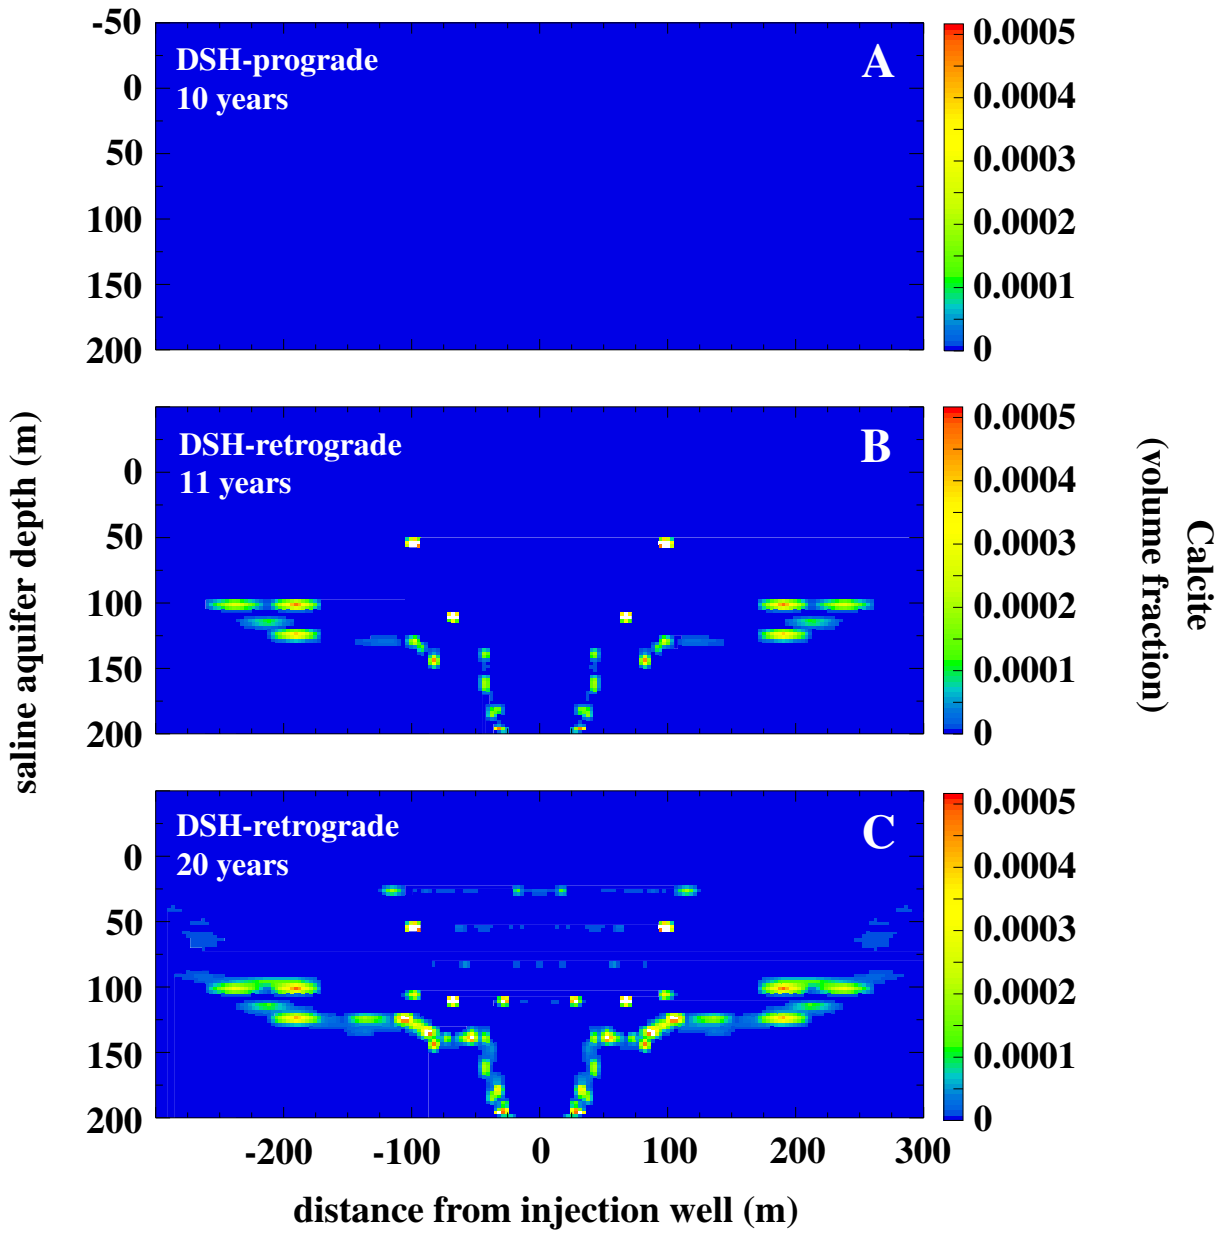 -50
0
50
100
150
200
DSH-prograde
10 years
A
0.0005
0.0004
0.0003
0.0002
0.0001
0
0
50
100
150
200
DSH-retrograde
11 years
B
0.0005
0.0004
0.0003
0.0002
0.0001
0
0
50
100
150
200
DSH-retrograde
20 years
C
0.0005
0.0004
0.0003
0.0002
0.0001
0
-200 -100 0 100 200 300
distance from injection well (m)
saline aquifer depth (m)
Calcite
(volume fraction)